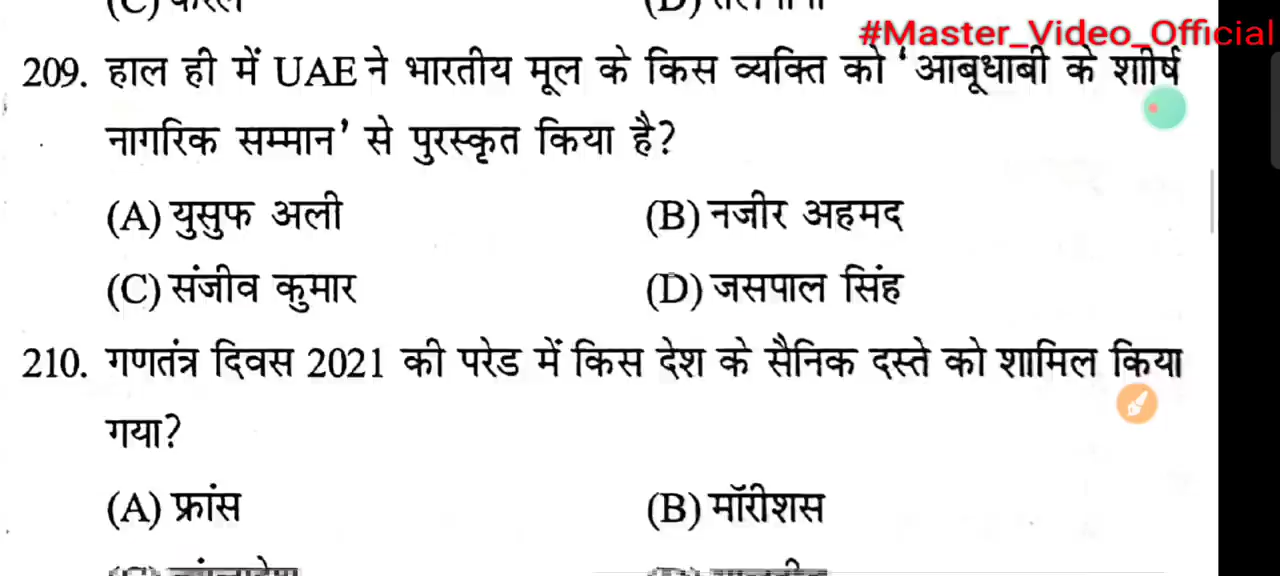 #Master_Video_Official
209. हाल ही में UAE ने भारतीय मूल के किस व्यक्ति को 'आबूधाबी के शाीर्ष
नागरिक सम्मान' से पुरस्कृत किया है?
(A) युसुफ अली (B) नजीर अहमद
(C) संजीव कुमार (D) जसपाल सिंह
210. गणतंत्र दिवस 2021 की परेड में किस देश के सैनिक दस्ते को शामिल किया
गया?
(A) फ्रांस (B) मॉरीशस